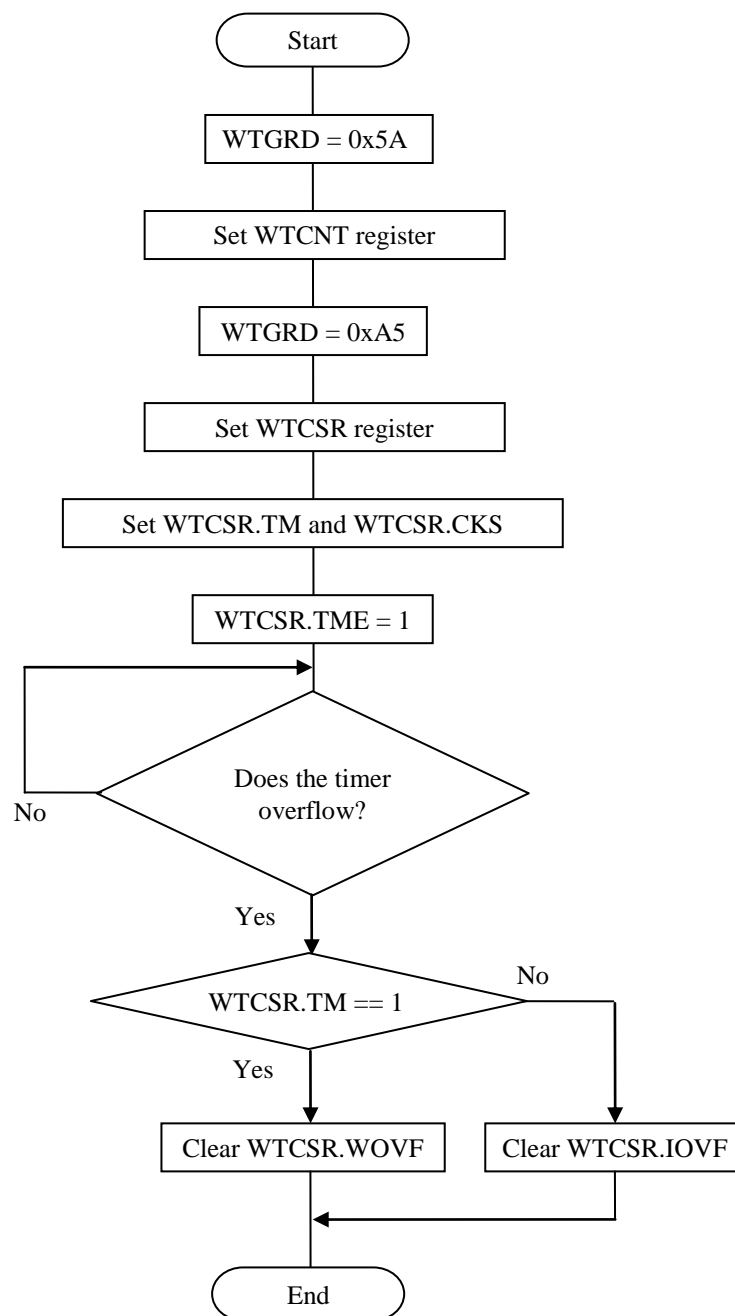 Start
WTGRD = 0x5A
Set WTCNT register
WTGRD = 0xA5
Set WTCSR register
Set WTCSR.TM and WTCSR.CKS
WTCSR.TME = 1
Does the timer
overflow?
No
Yes
WTCSR.TM == 1
No
Yes
Clear WTCSR.WOVF
Clear WTCSR.IOVF
End